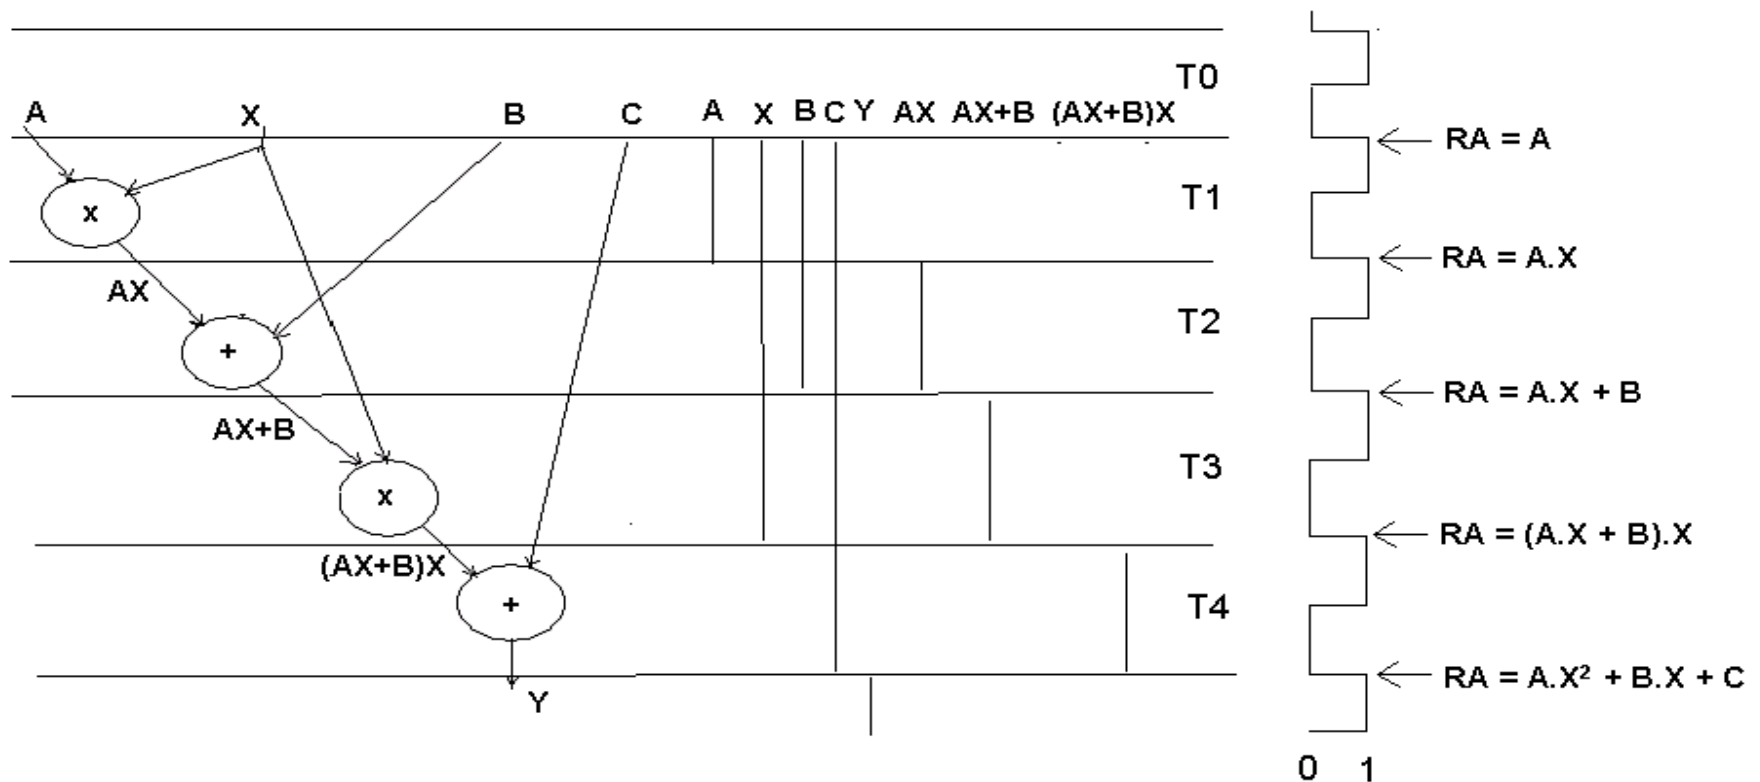 T0
A X B C A X B C Y AX AX+B (AX+B)X
RA = A
x T1
RA = A.X
AX
+ T2
RA = A.X + B
AX+B
x T3
RA = (A.X + B).X
(AX+B)X
+ T4
RA = A.X² + B.X + C
Y
0 1